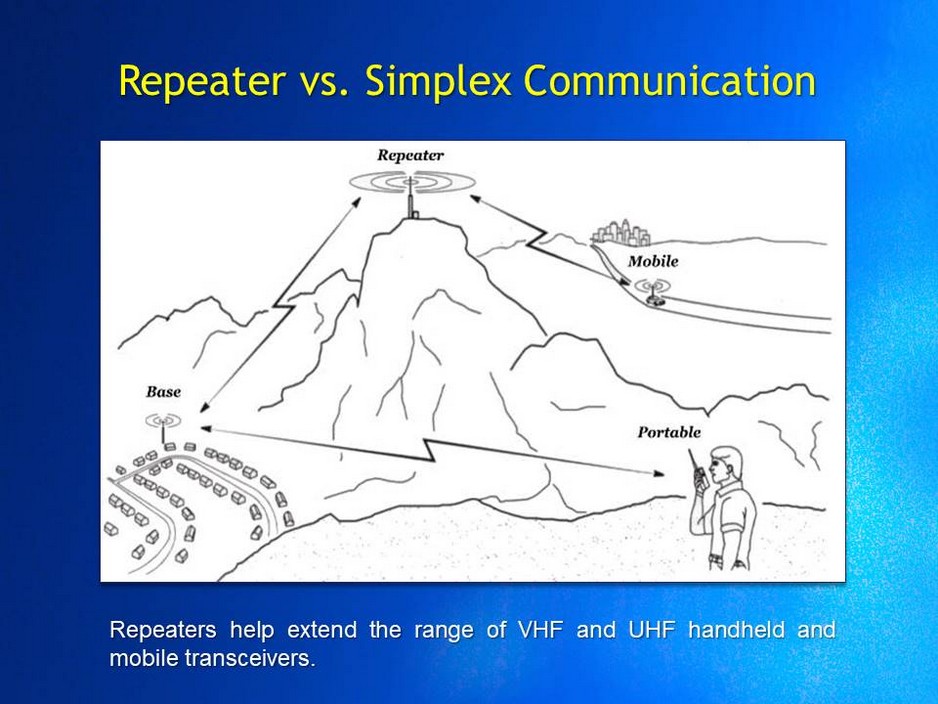 Repeater vs. Simplex Communication
Repeater
Mobile
Base
Portable
Repeaters help extend the range of VHF and UHF handheld and
mobile transceivers.